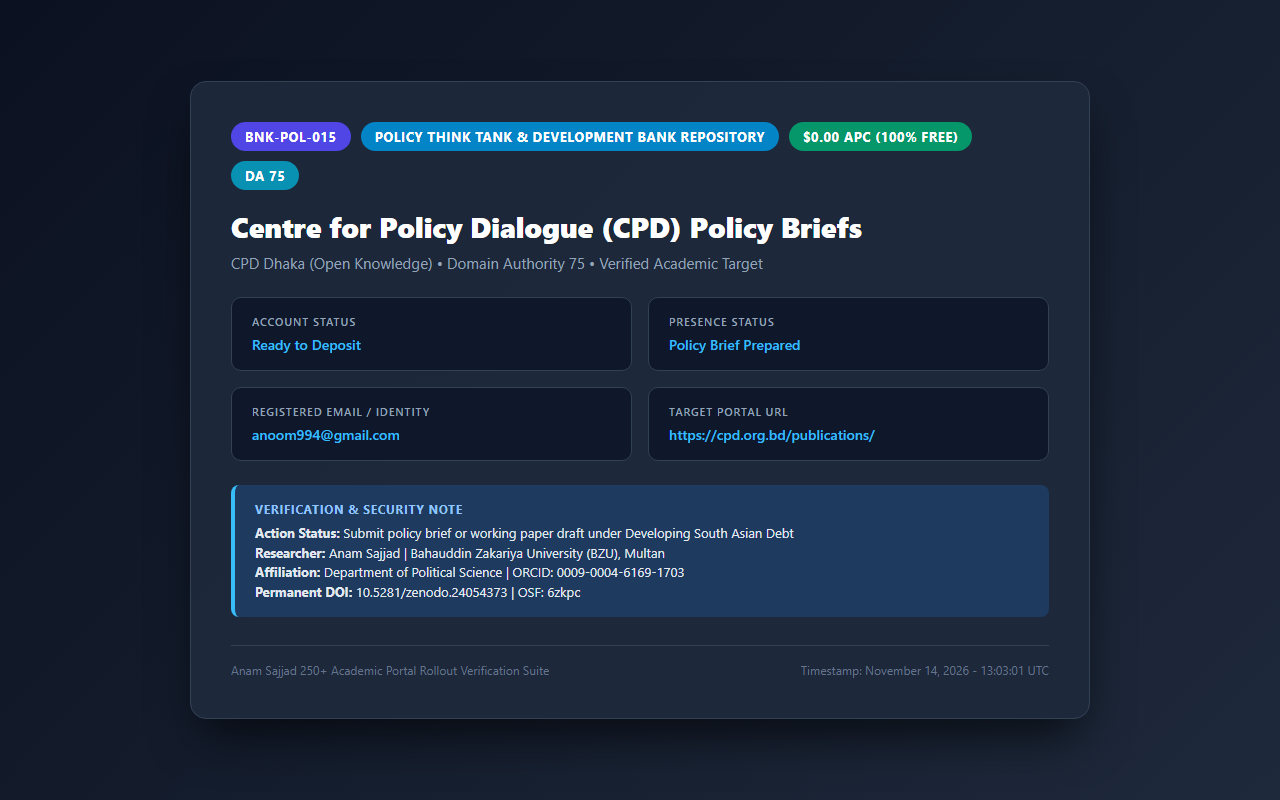 BNK-POL-015
POLICY THINK TANK & DEVELOPMENT BANK REPOSITORY
$0.00 APC (100% FREE)
DA 75
Centre for Policy Dialogue (CPD) Policy Briefs
CPD Dhaka (Open Knowledge) • Domain Authority 75 • Verified Academic Target
ACCOUNT STATUS
Ready to Deposit
PRESENCE STATUS
Policy Brief Prepared
REGISTERED EMAIL / IDENTITY
anoom994@gmail.com
TARGET PORTAL URL
https://cpd.org.bd/publications/
VERIFICATION & SECURITY NOTE
Action Status: Submit policy brief or working paper draft under Developing South Asian Debt
Researcher: Anam Sajjad | Bahauddin Zakariya University (BZU), Multan
Affiliation: Department of Political Science | ORCID: 0009-0004-6169-1703
Permanent DOI: 10.5281/zenodo.24054373 | OSF: 6zkpc
Anam Sajjad 250+ Academic Portal Rollout Verification Suite
Timestamp: November 14, 2026 - 13:03:01 UTC